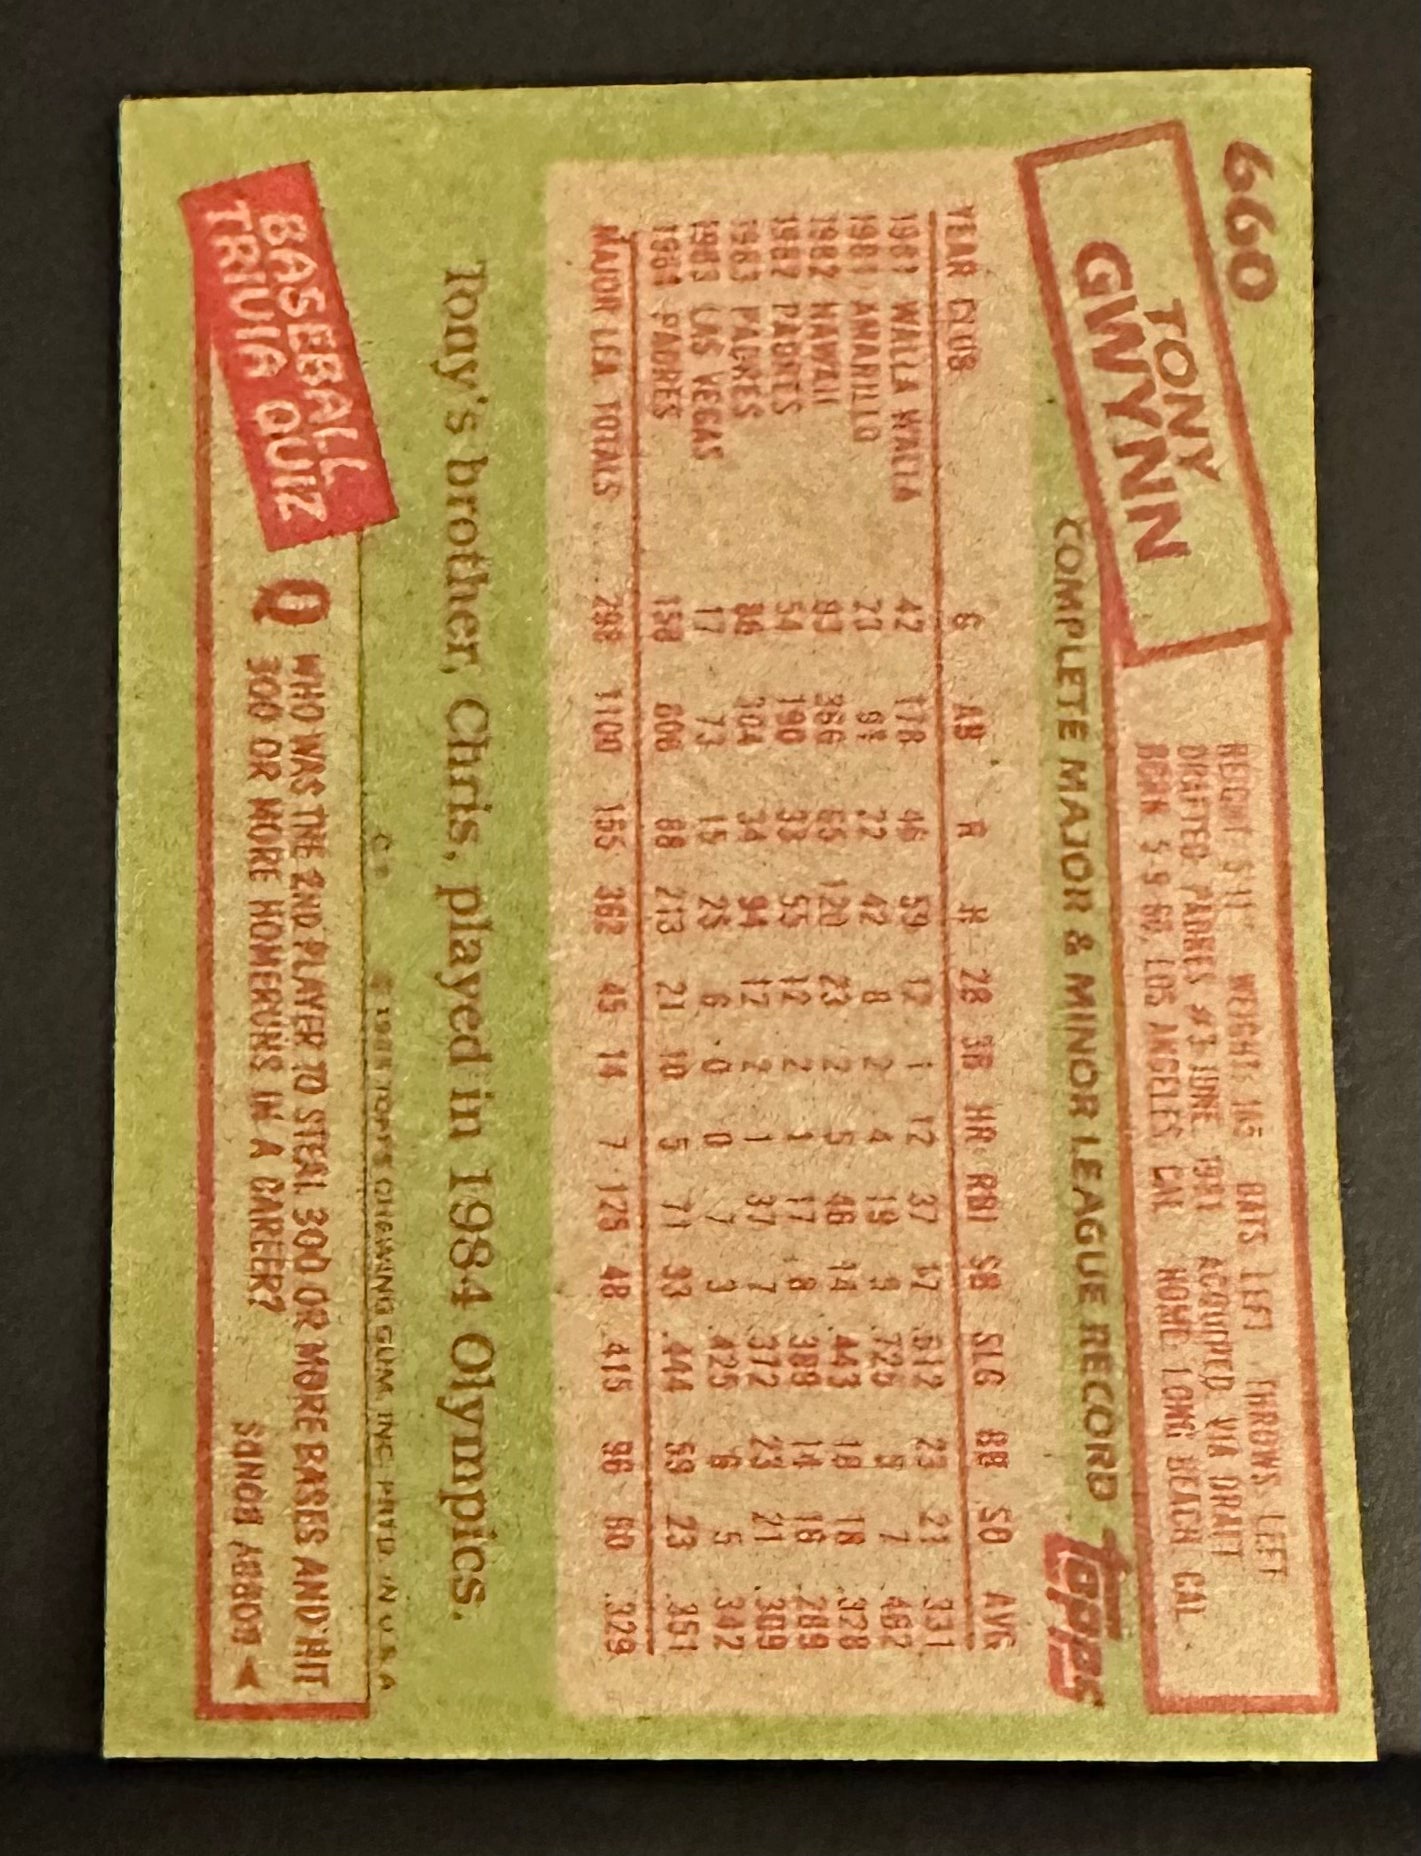 660
TONY
GWYNN
HEIGHT 5'11" WEIGHT: 185 BATS LEFT THROWS LEFT
DRAFTED PADRES #3 JUNE 1981 ACQUIRED VIA DRAFT
BORN 5-9-60, LOS ANGELES CAL HOME LONG BEACH CAL
COMPLETE MAJOR & MINOR LEAGUE RECORD
topps
YEAR CLUB G AB R H 2B 3B HR RBI SB SLG BB SO AVG
1981 WALLA WALLA 42 178 46 59 12 1 12 37 17 .612 23 21 .331
1981 AMARILLO 23 91 22 42 8 2 4 19 .725 5 7 .462
1982 HAWAII 93 366 65 120 23 2 5 46 14 .443 18 18 .328
1982 PADRES 54 190 33 55 12 2 1 17 8 .389 14 16 .289
1983 PADRES 86 304 34 94 12 2 1 37 7 .372 23 21 .309
1983 LAS VEGAS 17 73 15 25 6 0 0 7 3 .425 6 5 .342
1984 PADRES 158 606 88 213 21 10 5 71 33 .444 59 23 .351
MAJOR LEA TOTALS 298 1100 155 362 45 14 7 125 48 .415 96 60 .329
Tony's brother, Chris, played in 1984 Olympics.
© 1985 TOPPS CHEWING GUM, INC. PRTD. IN U.S.A
BASEBALL
TRIVIA QUIZ
Q WHO WAS THE 2ND PLAYER TO STEAL 300 OR MORE BASES AND HIT
300 OR MORE HOMERUNS IN A CAREER?
BOBBY BONDS